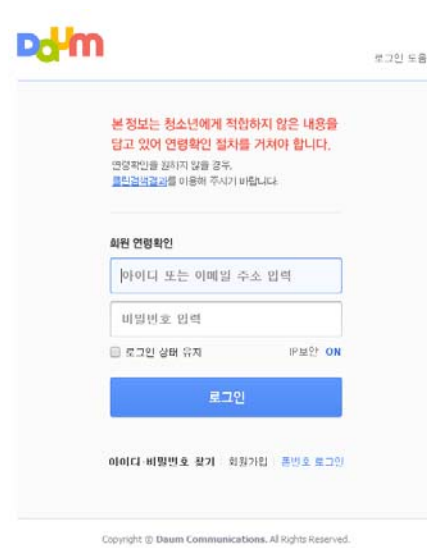 Daum
로그인 도움
본 정보는 청소년에게 적합하지 않은 내용을
담고 있어 연령확인 절차를 거쳐야 합니다.
연령확인을 원하지 않을 경우,
클린검색결과를 이용해 주시기 바랍니다.
회원 연령확인
아이디 또는 이메일 주소 입력
비밀번호 입력
로그인 상태 유지 IP보안 ON
로그인
아이디·비밀번호 찾기 회원가입 폰번호 로그인
Copyright © Daum Communications. All Rights Reserved.